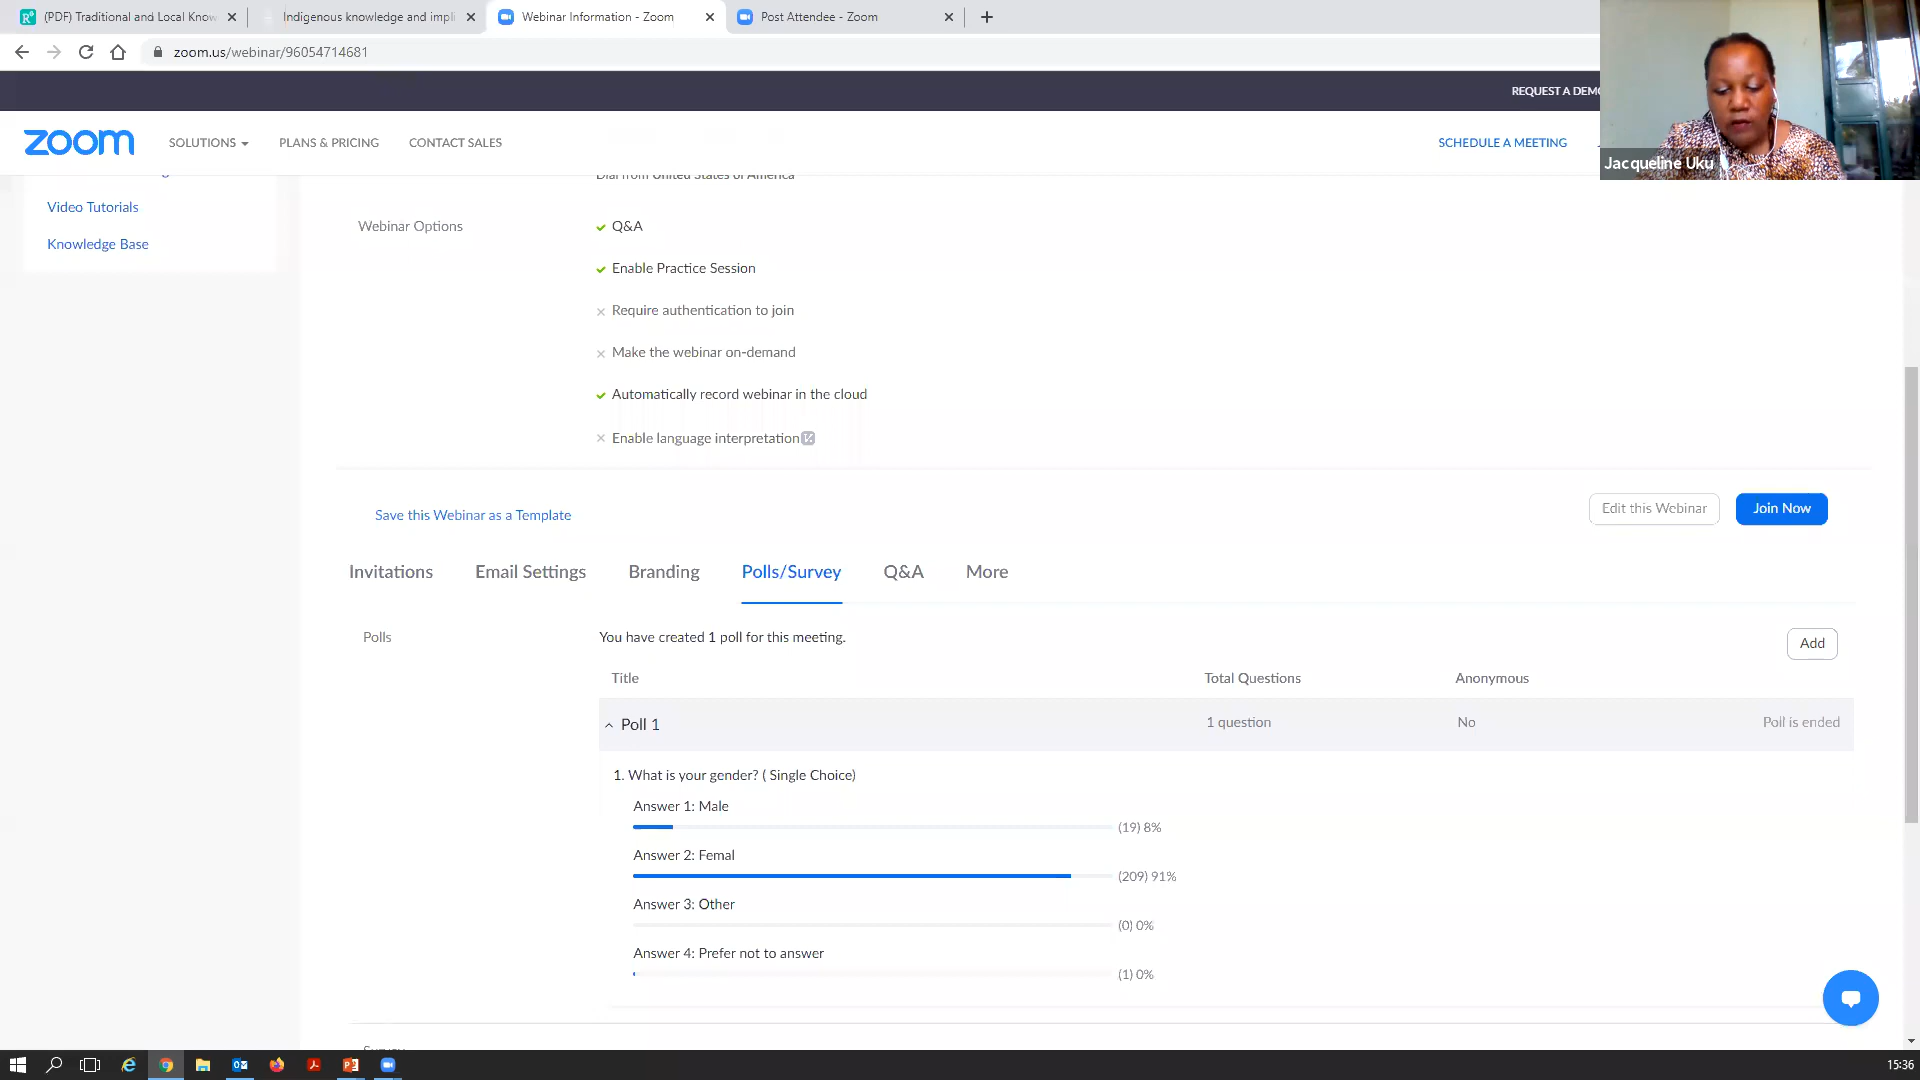 (PDF) Traditional and Local Know
Indigenous knowledge and impli
Webinar Information - Zoom
Post Attendee - Zoom
zoom.us/webinar/96054714681
REQUEST A DEMO
zoom
SOLUTIONS
PLANS & PRICING
CONTACT SALES
SCHEDULE A MEETING
Jacqueline Uku
Dial from United States of America
Video Tutorials
Knowledge Base
Webinar Options
Q&A
Enable Practice Session
Require authentication to join
Make the webinar on-demand
Automatically record webinar in the cloud
Enable language interpretation
Save this Webinar as a Template
Edit this Webinar
Join Now
Invitations
Email Settings
Branding
Polls/Survey
Q&A
More
Polls
You have created 1 poll for this meeting.
Add
Title
Total Questions
Anonymous
Poll 1
1 question
No
Poll is ended
1. What is your gender? ( Single Choice)
Answer 1: Male
(19) 8%
Answer 2: Femal
(209) 91%
Answer 3: Other
(0) 0%
Answer 4: Prefer not to answer
(1) 0%
Survey
15:36